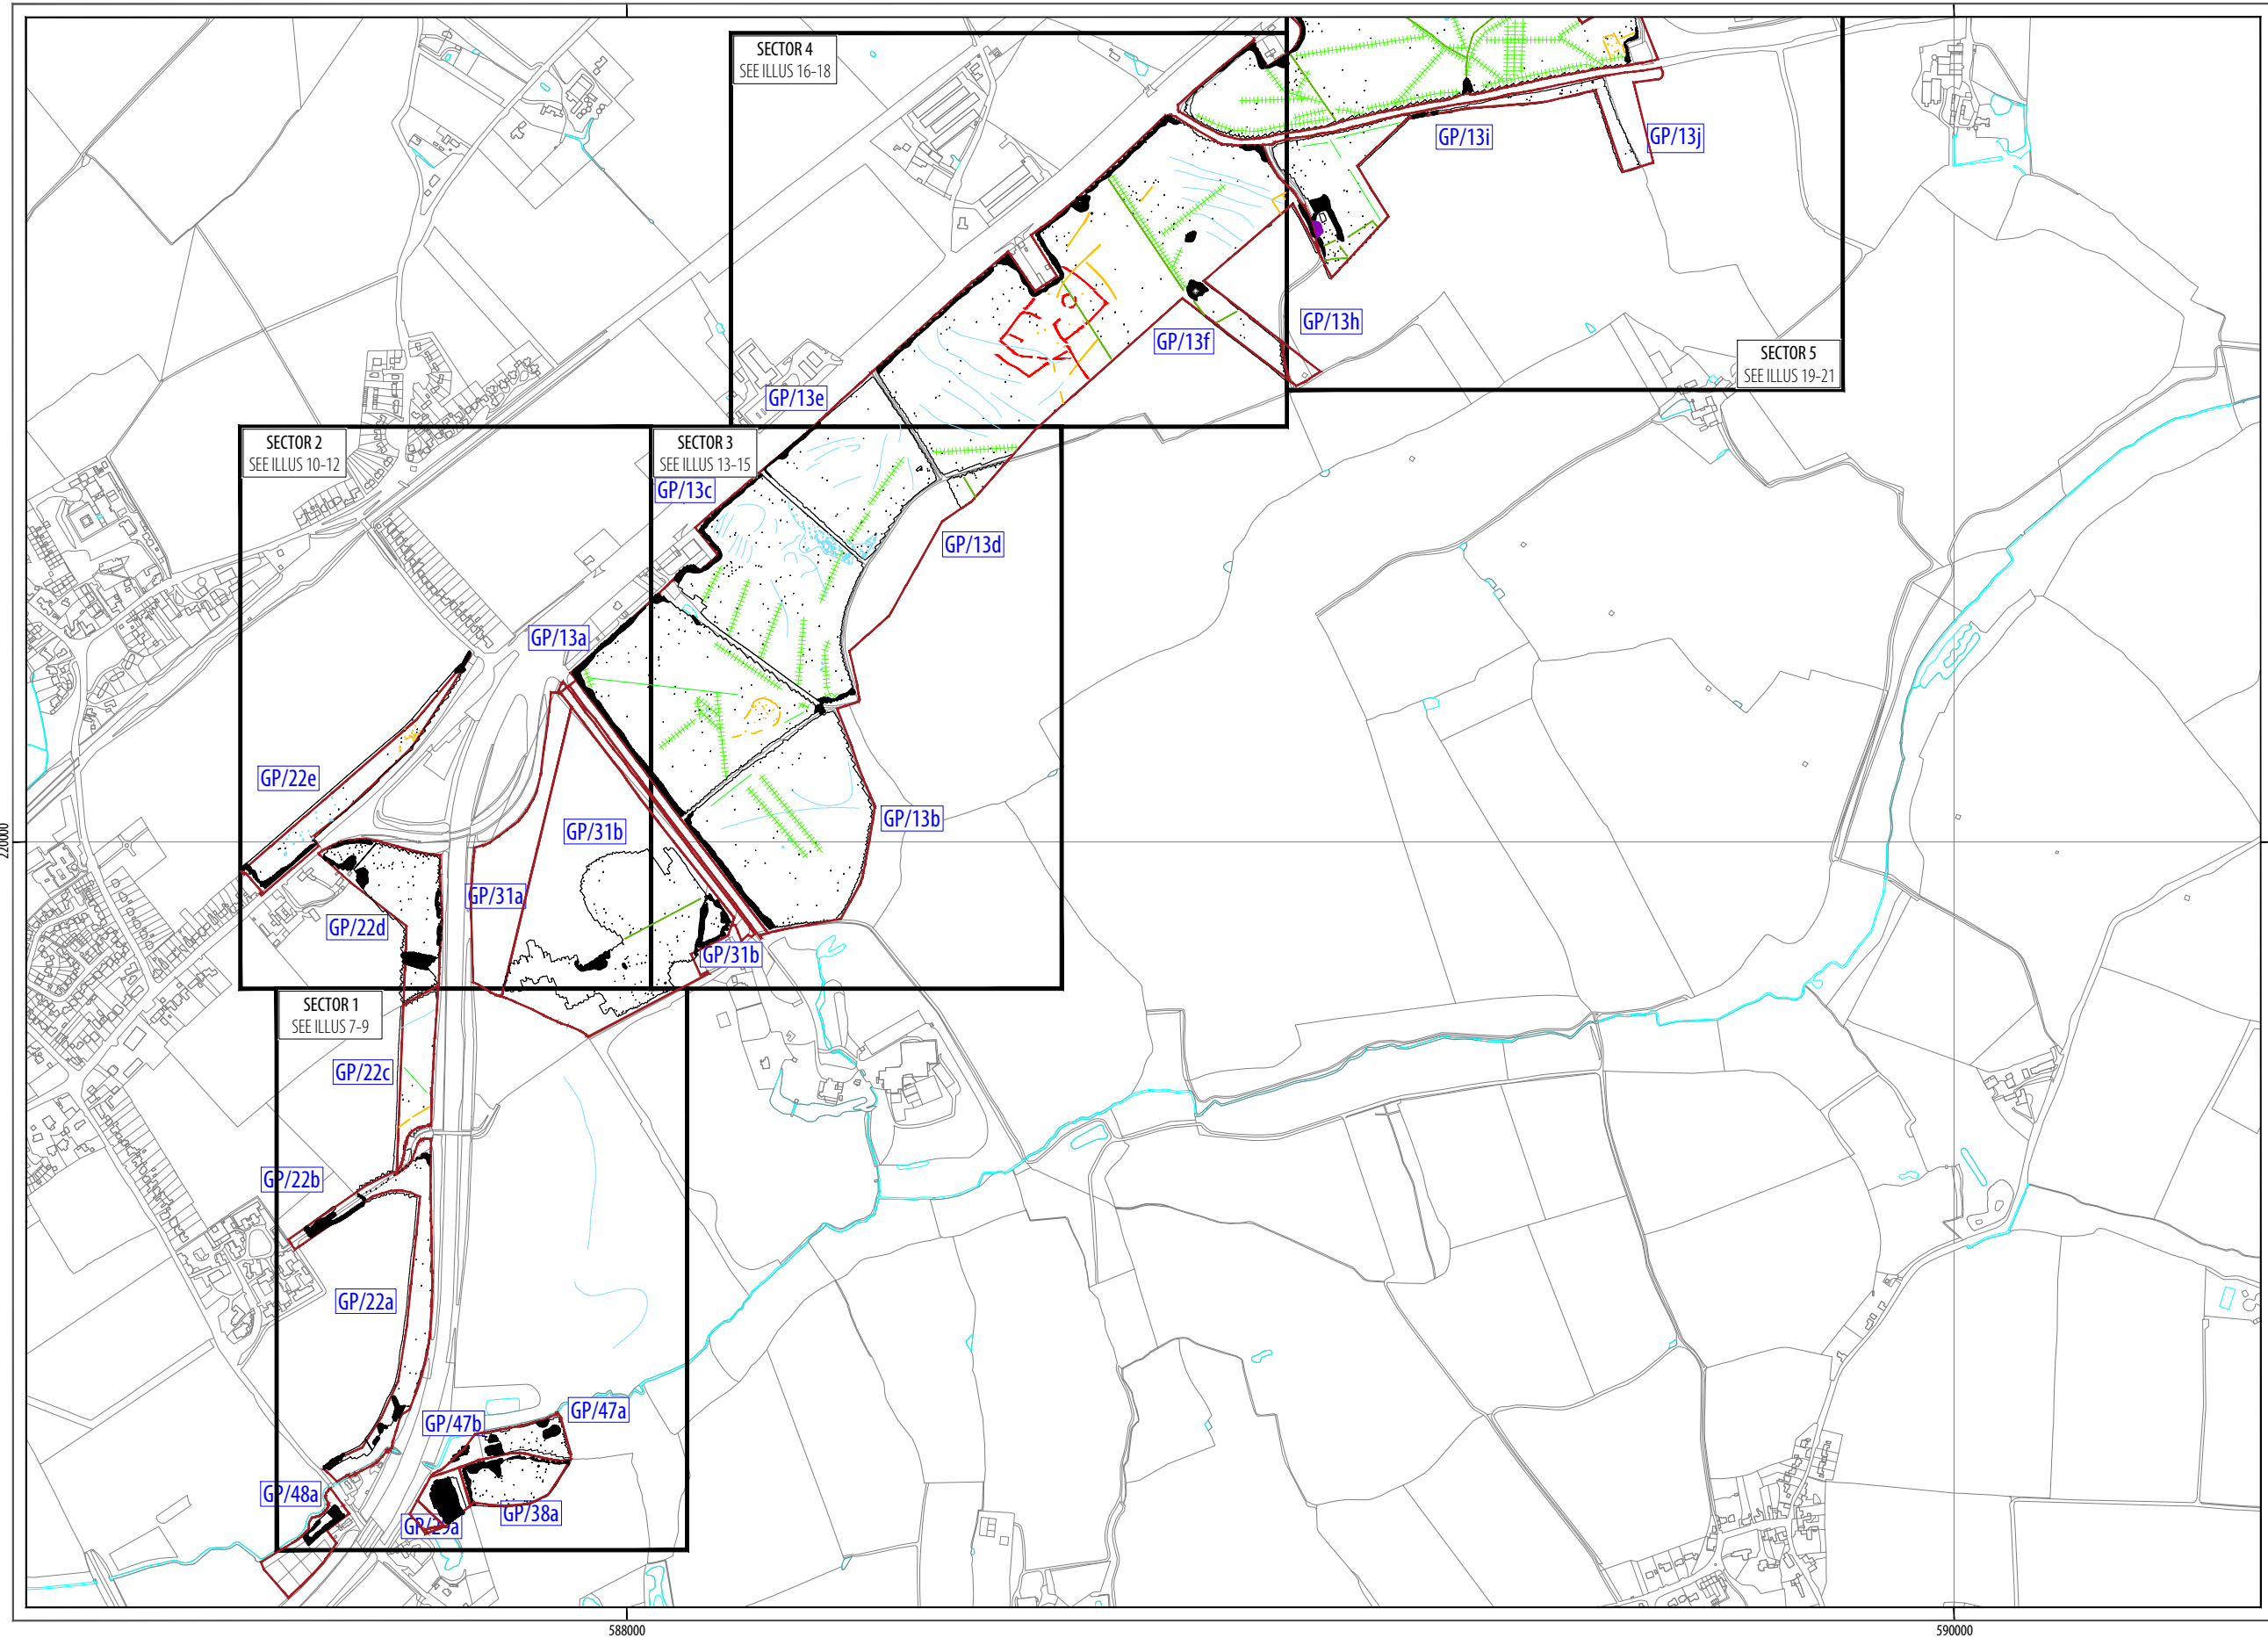 SECTOR 4
SEE ILLUS 16-18
GP/13i
GP/13j
GP/13h
GP/13f
SECTOR 5
SEE ILLUS 19-21
GP/13e
SECTOR 2
SEE ILLUS 10-12
SECTOR 3
SEE ILLUS 13-15
GP/13c
GP/13d
GP/13a
GP/22e
GP/31b
GP/13b
GP/31a
GP/22d
GP/31b
SECTOR 1
SEE ILLUS 7-9
GP/22c
GP/22b
GP/22a
GP/47a
GP/47b
GP/48a
GP/38a
588000
590000